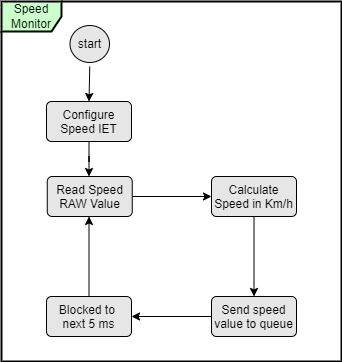 Speed
Monitor
start
Configure
Speed IET
Read Speed
RAW Value
Calculate
Speed in Km/h
Send speed
value to queue
Blocked to
next 5 ms